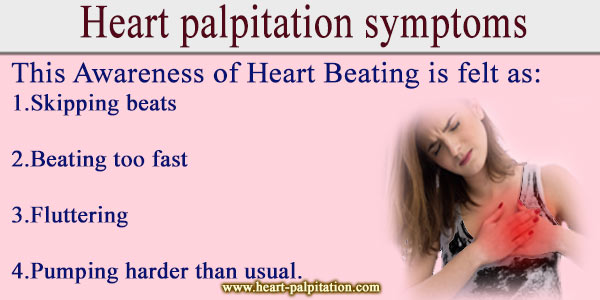 Heart palpitation symptoms
This Awareness of Heart Beating is felt as:
1.Skipping beats
2.Beating too fast
3.Fluttering
4.Pumping harder than usual.
www.heart-palpitation.com